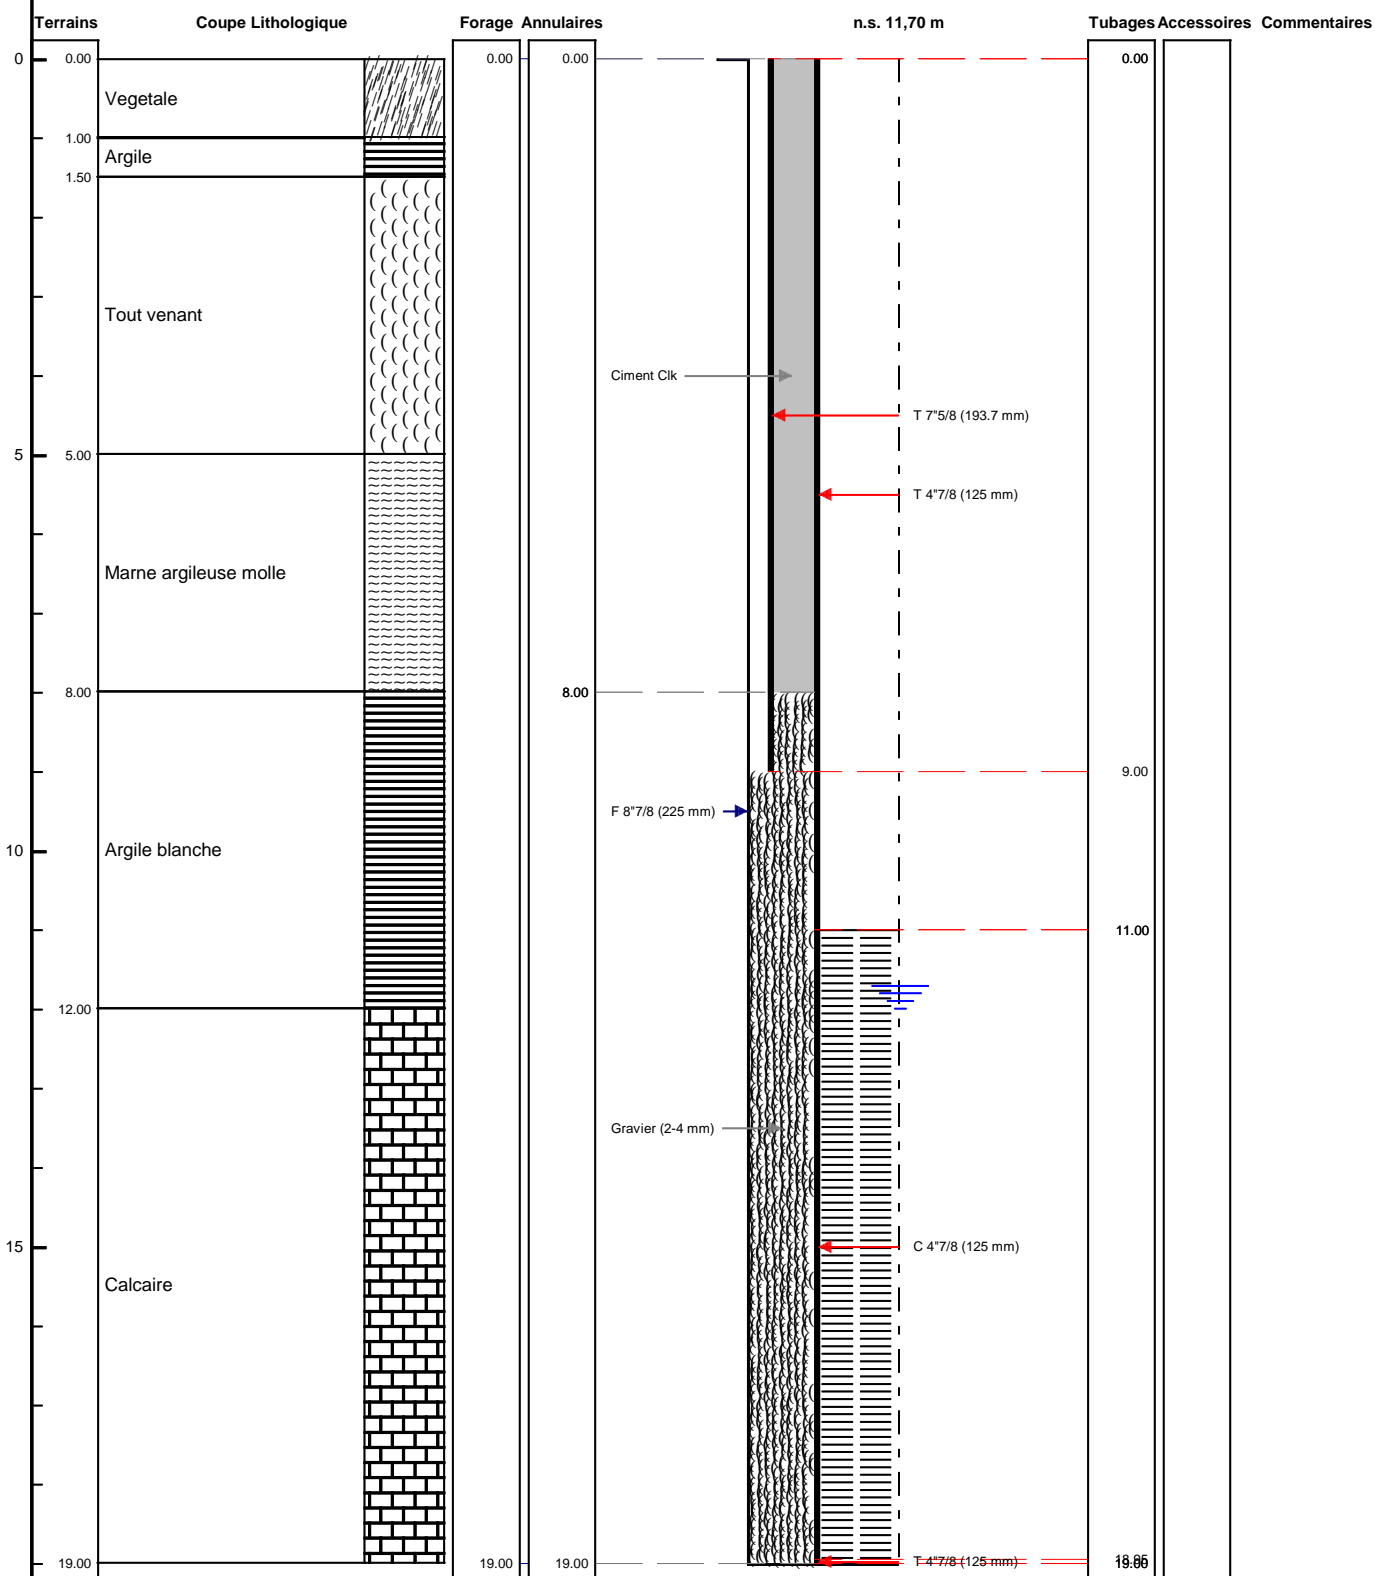 Terrains Coupe Lithologique Forage Annulaires n.s. 11,70 m Tubages Accessoires Commentaires
0 0.00 0.00 0.00 0.00
Vegetale
1.00
Argile
1.50
Tout venant
Ciment Clk
T 7"5/8 (193.7 mm)
5 5.00
T 4"7/8 (125 mm)
Marne argileuse molle
8.00 8.00
9.00
F 8"7/8 (225 mm)
10 Argile blanche
11.00
12.00
Gravier (2-4 mm)
15 C 4"7/8 (125 mm)
Calcaire
T 4"7/8 (125 mm)
19.00 19.00 19.00 19.00